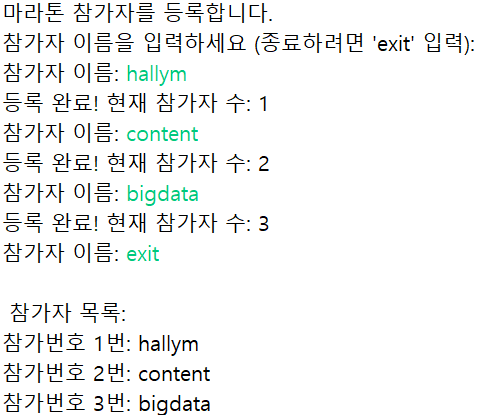 마라톤 참가자를 등록합니다.
참가자 이름을 입력하세요 (종료하려면 'exit' 입력):
참가자 이름: hallym
등록 완료! 현재 참가자 수: 1
참가자 이름: content
등록 완료! 현재 참가자 수: 2
참가자 이름: bigdata
등록 완료! 현재 참가자 수: 3
참가자 이름: exit
참가자 목록:
참가번호 1번: hallym
참가번호 2번: content
참가번호 3번: bigdata